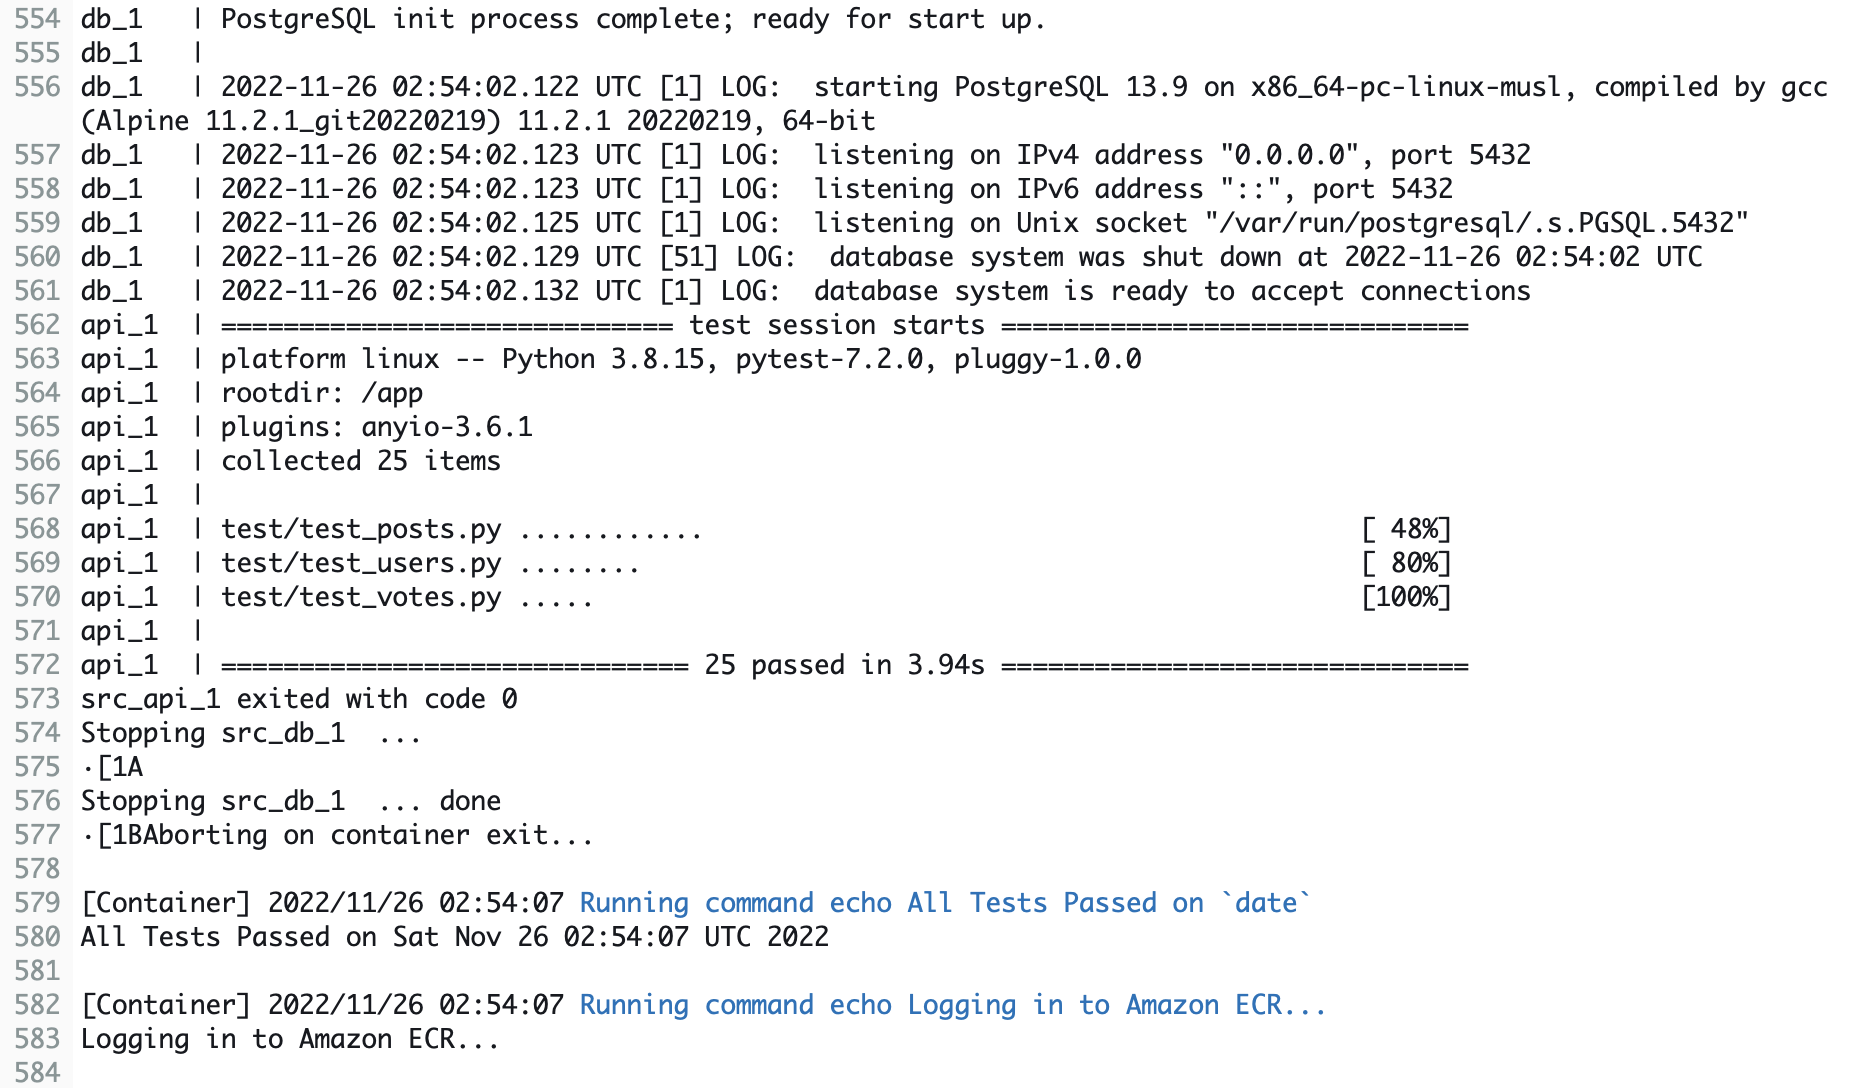 554 db_1   | PostgreSQL init process complete; ready for start up.
555 db_1   |
556 db_1   | 2022-11-26 02:54:02.122 UTC [1] LOG:  starting PostgreSQL 13.9 on x86_64-pc-linux-musl, compiled by gcc
(Alpine 11.2.1_git20220219) 11.2.1 20220219, 64-bit
557 db_1   | 2022-11-26 02:54:02.123 UTC [1] LOG:  listening on IPv4 address "0.0.0.0", port 5432
558 db_1   | 2022-11-26 02:54:02.123 UTC [1] LOG:  listening on IPv6 address "::", port 5432
559 db_1   | 2022-11-26 02:54:02.125 UTC [1] LOG:  listening on Unix socket "/var/run/postgresql/.s.PGSQL.5432"
560 db_1   | 2022-11-26 02:54:02.129 UTC [51] LOG:  database system was shut down at 2022-11-26 02:54:02 UTC
561 db_1   | 2022-11-26 02:54:02.132 UTC [1] LOG:  database system is ready to accept connections
562 api_1  | ============================= test session starts ==============================
563 api_1  | platform linux -- Python 3.8.15, pytest-7.2.0, pluggy-1.0.0
564 api_1  | rootdir: /app
565 api_1  | plugins: anyio-3.6.1
566 api_1  | collected 25 items
567 api_1  |
568 api_1  | test/test_posts.py ............                                          [ 48%]
569 api_1  | test/test_users.py ........                                              [ 80%]
570 api_1  | test/test_votes.py .....                                                 [100%]
571 api_1  |
572 api_1  | ============================== 25 passed in 3.94s ==============================
573 src_api_1 exited with code 0
574 Stopping src_db_1  ...
575 ·[1A
576 Stopping src_db_1  ... done
577 ·[1BAborting on container exit...
578
579 [Container] 2022/11/26 02:54:07 Running command echo All Tests Passed on `date`
580 All Tests Passed on Sat Nov 26 02:54:07 UTC 2022
581
582 [Container] 2022/11/26 02:54:07 Running command echo Logging in to Amazon ECR...
583 Logging in to Amazon ECR...
584